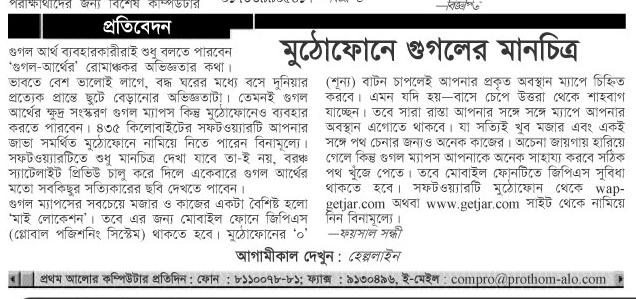 পরীক্ষার্থীদের জন্য বিশেষ কম্পিউটার
—বিজ্ঞপ্তি
প্রতিবেদন
মুঠোফোনে গুগলের মানচিত্র
গুগল আর্থ ব্যবহারকারীরাই শুধু বলতে পারবেন
'গুগল-আর্থের' রোমাঞ্চকর অভিজ্ঞতার কথা।
ভাবতে বেশ ভালোই লাগে, বদ্ধ ঘরের মধ্যে বসে দুনিয়ার
প্রত্যেক প্রান্তে ছুটে বেড়ানোর অভিজ্ঞতাটা। তেমনই গুগল
আর্থের ক্ষুদ্র সংস্করণ গুগল ম্যাপস কিন্তু মুঠোফোনেও ব্যবহার
করতে পারবেন। ৪৩৫ কিলোবাইটের সফটওয়্যারটি আপনার
জাভা সমর্থিত মুঠোফোনে নামিয়ে নিতে পারেন বিনামূল্যে।
সফটওয়্যারটিতে শুধু মানচিত্র দেখা যাবে তা-ই নয়, বরঞ্চ
স্যাটেলাইট প্রিভিউ চালু করে দিলে একেবারে গুগল আর্থের
মতো সবকিছুর সত্যিকারের ছবি দেখতে পাবেন।
গুগল ম্যাপসের সবচেয়ে মজার ও কাজের একটা বৈশিষ্ট হলো
'মাই লোকেশন'। তবে এর জন্য মোবাইল ফোনে জিপিএস
(গ্লোবাল পজিশনিং সিস্টেম) থাকতে হবে। মুঠোফোনের '০'
(শূন্য) বাটন চাপলেই আপনার প্রকৃত অবস্থান ম্যাপে চিহ্নিত
করবে। এমন যদি হয়—বাসে চেপে উত্তরা থেকে শাহবাগ
যাচ্ছেন। তবে সারা রাস্তা আপনার সঙ্গে সঙ্গে ম্যাপে আপনার
অবস্থান এগোতে থাকবে। যা সত্যিই খুব মজার এবং একই
সঙ্গে পথ চেনার জন্যও অনেক কাজের। অচেনা জায়গায় হারিয়ে
গেলে কিন্তু গুগল ম্যাপস আপনাকে অনেক সাহায্য করবে সঠিক
পথ খুঁজে পেতে। তবে মোবাইল ফোনটিতে জিপিএস সুবিধা
থাকতে হবে। সফটওয়্যারটি মুঠোফোন থেকে wap-
getjar.com অথবা www.getjar.com সাইট থেকে নামিয়ে
নিন বিনামূল্যে।
—ফয়সাল সন্ধী
আগামীকাল দেখুন : হেল্পলাইন
প্রথম আলোর কম্পিউটার প্রতিদিন : ফোন : ৮১১০০৭৮-৮১; ফ্যাক্স : ৯১৩০৪৯৬, ই-মেইল : compro@prothom-alo.com